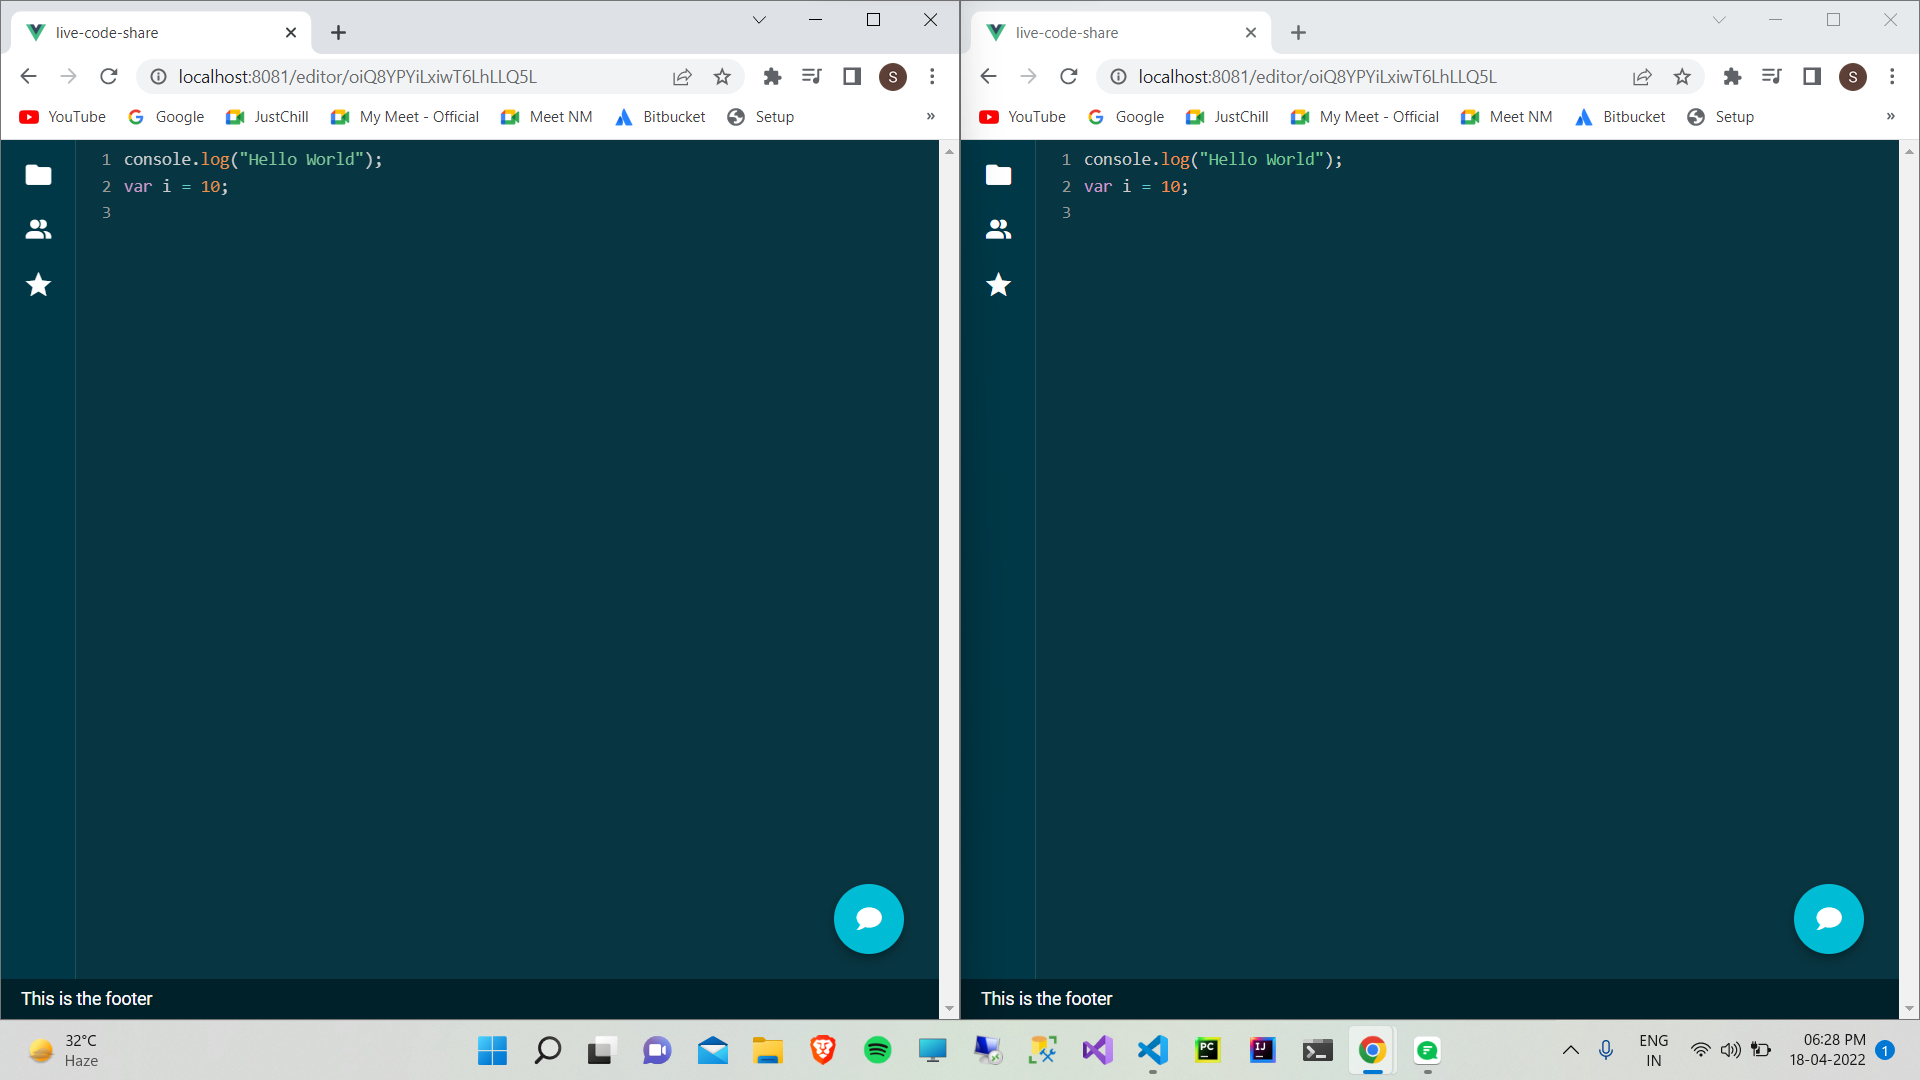 live-code-share
localhost:8081/editor/oiQ8YPYiLxiwT6LhLLQ5L
S
YouTube Google JustChill My Meet - Official Meet NM Bitbucket Setup »
1 console.log("Hello World");
2 var i = 10;
3
This is the footer
live-code-share
localhost:8081/editor/oiQ8YPYiLxiwT6LhLLQ5L
S
YouTube Google JustChill My Meet - Official Meet NM Bitbucket Setup »
1 console.log("Hello World");
2 var i = 10;
3
This is the footer
32°C
Haze
PC
IJ
ENG
IN
06:28 PM
18-04-2022
1